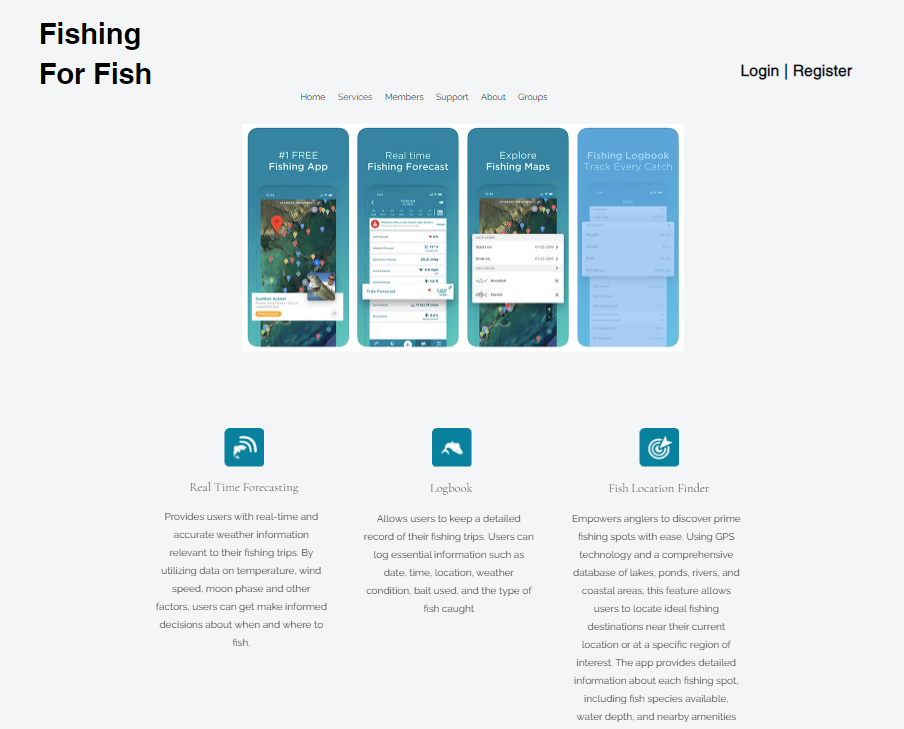 Fishing
For Fish
Login | Register
Home Services Members Support About Groups
#1 FREE
Fishing App
Real time
Fishing Forecast
Explore
Fishing Maps
Fishing Logbook
Track Every Catch
Tide Forecast
Starts on
Ends on
Real Time Forecasting
Provides users with real-time and
accurate weather information
relevant to their fishing trips. By
utilizing data on temperature, wind
speed, moon phase and other
factors, users can get make informed
decisions about when and where to
fish.
Logbook
Allows users to keep a detailed
record of their fishing trips. Users can
log essential information such as
date, time, location, weather
condition, bait used, and the type of
fish caught
Fish Location Finder
Empowers anglers to discover prime
fishing spots with ease. Using GPS
technology and a comprehensive
database of lakes, ponds, rivers, and
coastal areas, this feature allows
users to locate ideal fishing
destinations near their current
location or at a specific region of
interest. The app provides detailed
information about each fishing spot,
including fish species available,
water depth, and nearby amenities